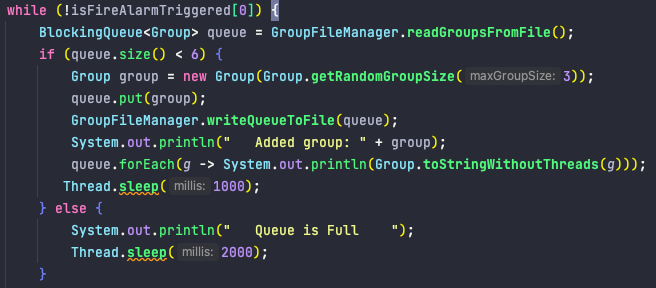 while (!isFireAlarmTriggered[0]) {
    BlockingQueue<Group> queue = GroupFileManager.readGroupsFromFile();
    if (queue.size() < 6) {
        Group group = new Group(Group.getRandomGroupSize( maxGroupSize: 3));
        queue.put(group);
        GroupFileManager.writeQueueToFile(queue);
        System.out.println("   Added group: " + group);
        queue.forEach(g -> System.out.println(Group.toStringWithoutThreads(g)));
       Thread.sleep( millis: 1000);
    } else {
        System.out.println("   Queue is Full    ");
        Thread.sleep( millis: 2000);
    }